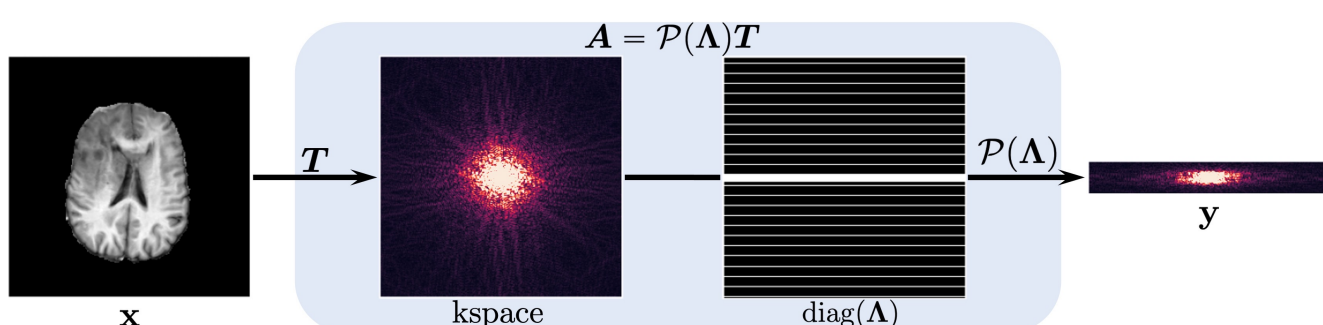 A = P(Λ)T
T
P(Λ)
x
kspace
diag(Λ)
y